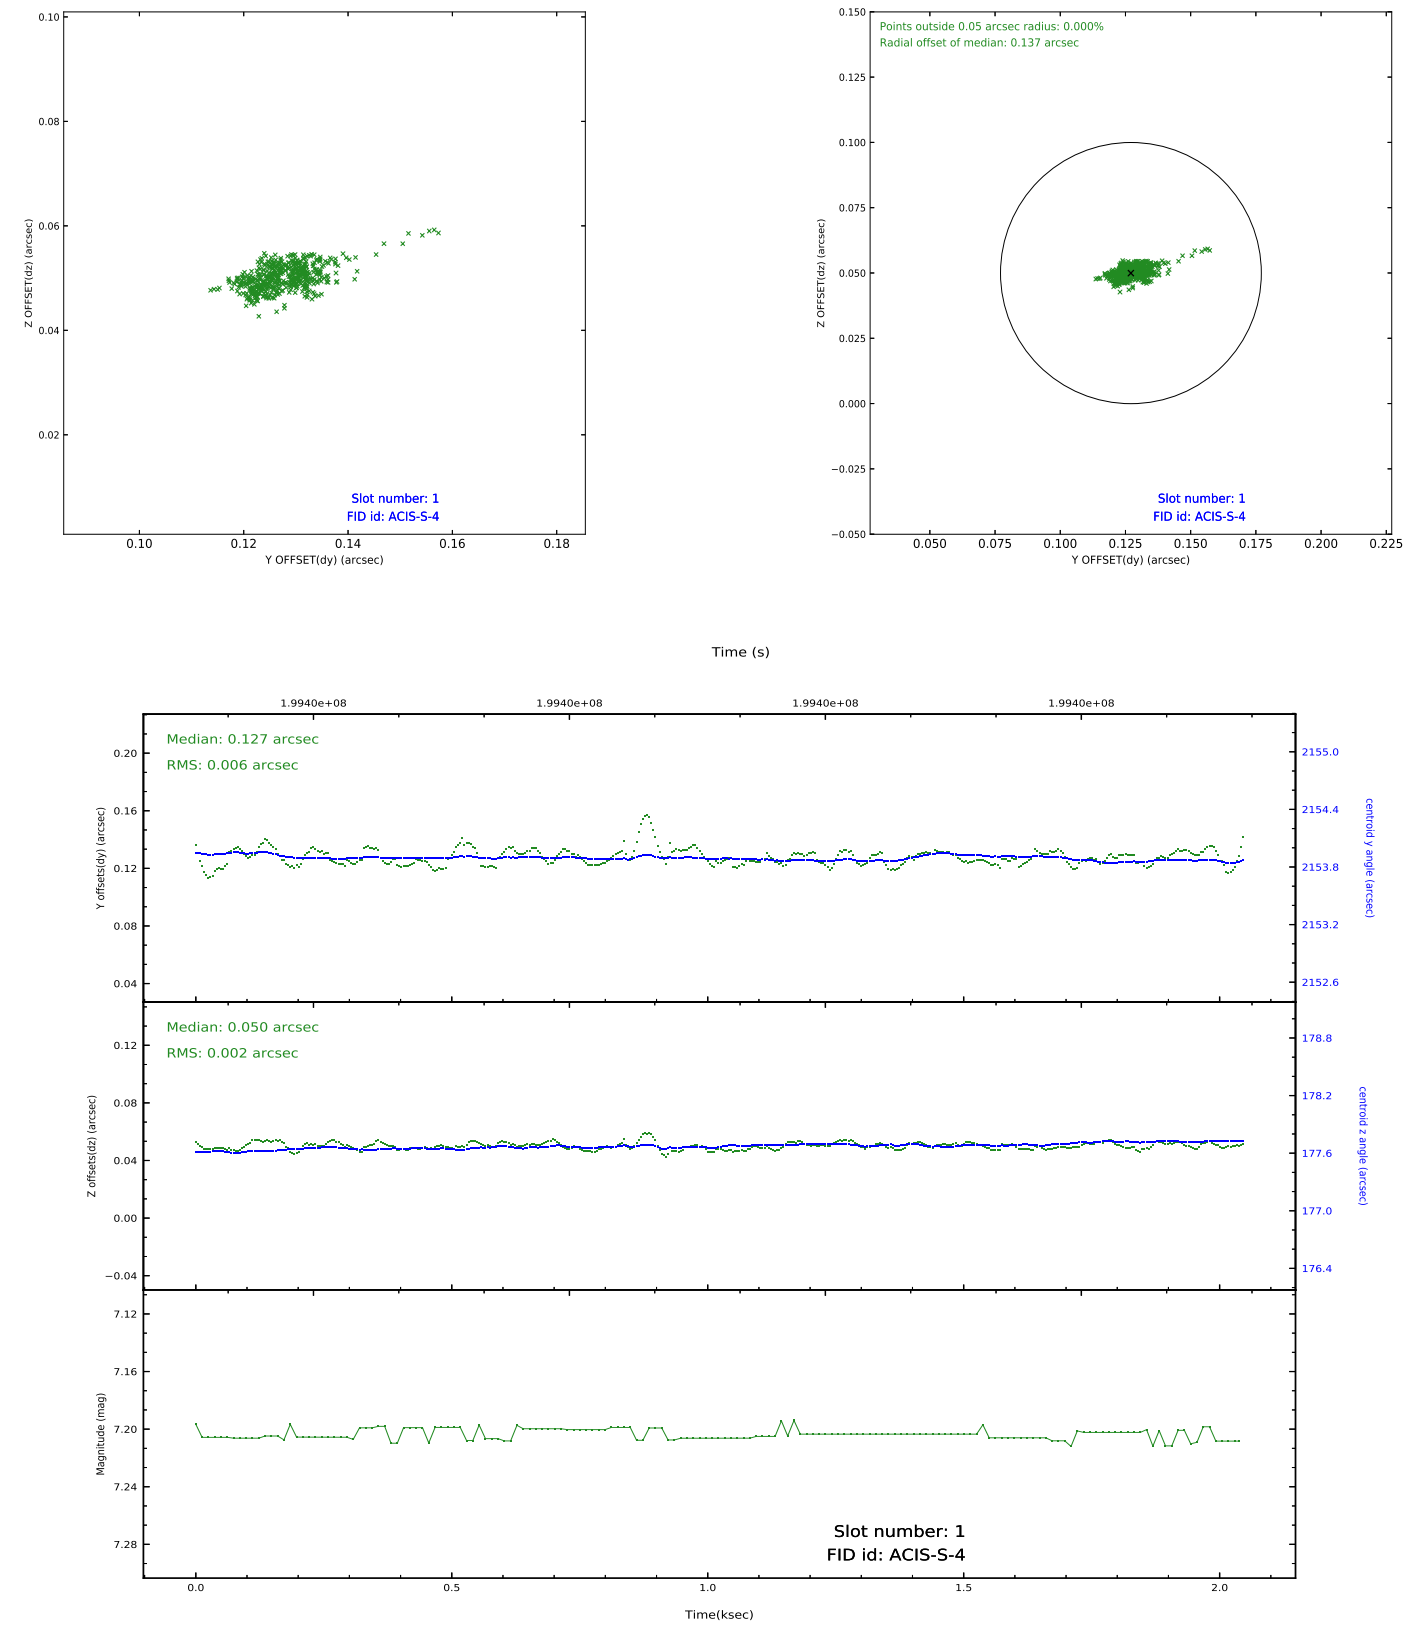 0.10
0.08
0.06
0.04
0.02
Z OFFSET(dz) (arcsec)
Slot number: 1
FID id: ACIS-S-4
0.10 0.12 0.14 0.16 0.18
Y OFFSET(dy) (arcsec)
Points outside 0.05 arcsec radius: 0.000%
Radial offset of median: 0.137 arcsec
0.150
0.125
0.100
0.075
0.050
0.025
0.000
−0.025
−0.050
Z OFFSET(dz) (arcsec)
Slot number: 1
FID id: ACIS-S-4
0.050 0.075 0.100 0.125 0.150 0.175 0.200 0.225
Y OFFSET(dy) (arcsec)
Time (s)
1.9940e+08 1.9940e+08 1.9940e+08 1.9940e+08
Median: 0.127 arcsec
RMS: 0.006 arcsec
0.20
0.16
0.12
0.08
0.04
Y offsets(dy) (arcsec)
2155.0
2154.4
2153.8
2153.2
2152.6
centroid y angle (arcsec)
Median: 0.050 arcsec
RMS: 0.002 arcsec
0.12
0.08
0.04
0.00
−0.04
Z offsets(dz) (arcsec)
178.8
178.2
177.6
177.0
176.4
centroid z angle (arcsec)
7.12
7.16
7.20
7.24
7.28
Magnitude (mag)
Slot number: 1
FID id: ACIS-S-4
0.0 0.5 1.0 1.5 2.0
Time(ksec)